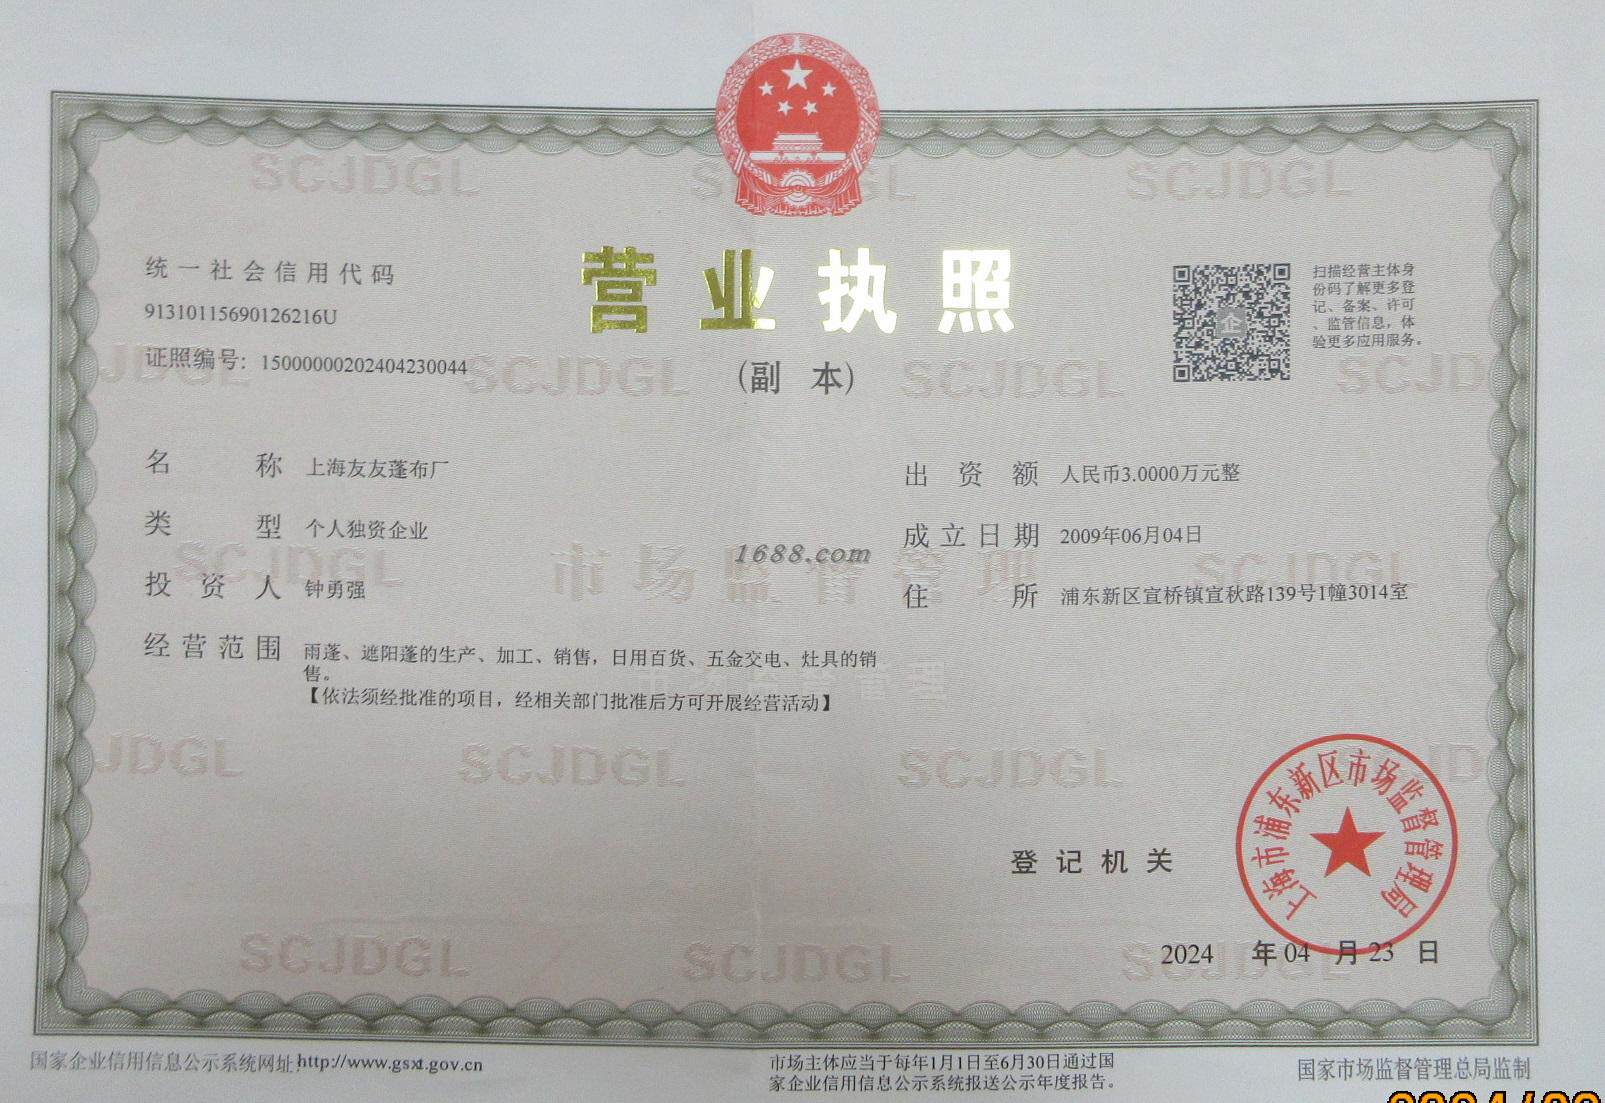 统一社会信用代码
91310115690126216U
证照编号：15000000202404230044
营业执照
（副 本）
扫描经营主体身
份码了解更多登
记、备案、许可
、监管信息，体
验更多应用服务。
名 称 上海友友蓬布厂
类 型 个人独资企业
投 资 人 钟勇强
经营范围 雨蓬、遮阳蓬的生产、加工、销售，日用百货、五金交电、灶具的销
售。
【依法须经批准的项目，经相关部门批准后方可开展经营活动】
出 资 额 人民币3.0000万元整
成立日期 2009年06月04日
住 所 浦东新区宣桥镇宣秋路139号1幢3014室
1688.com
SCJDGL
市场监督管理
登记机关
上海市浦东新区市场监督管理局
2024 年 04 月 23 日
国家企业信用信息公示系统网址：http://www.gsxt.gov.cn
市场主体应当于每年1月1日至6月30日通过国
家企业信用信息公示系统报送公示年度报告。
国家市场监督管理总局监制